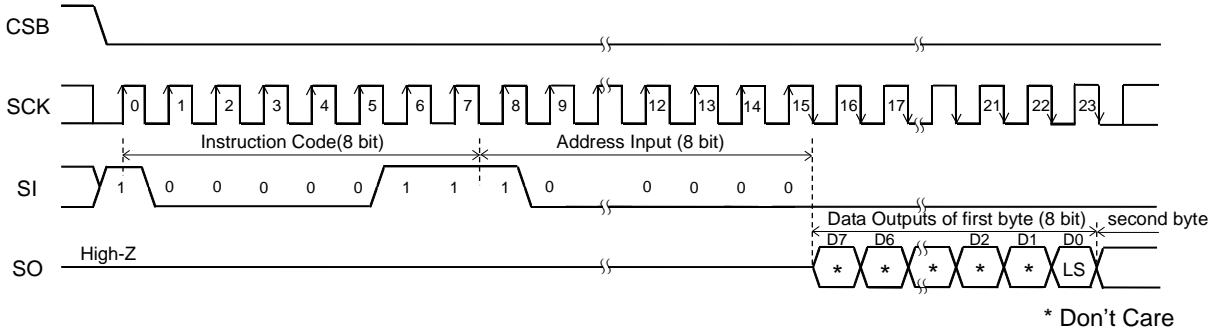 CSB
SCK 0 1 2 3 4 5 6 7 8 9 12 13 14 15 16 17 21 22 23
Instruction Code(8 bit) Address Input (8 bit)
SI 1 0 0 0 0 0 1 1 1 0 0 0 0 0
Data Outputs of first byte (8 bit) second byte
High-Z D7 D6 D2 D1 D0
SO * * * * * LS
* Don't Care